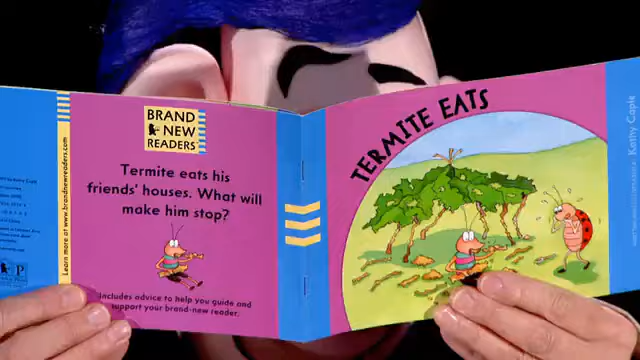 BRAND
NEW
READERS
Termite eats his
friends' houses. What will
make him stop?
Includes advice to help you guide and
support your brand-new reader.
Learn more at www.brandnewreaders.com
TERMITE EATS
Kathy Caple